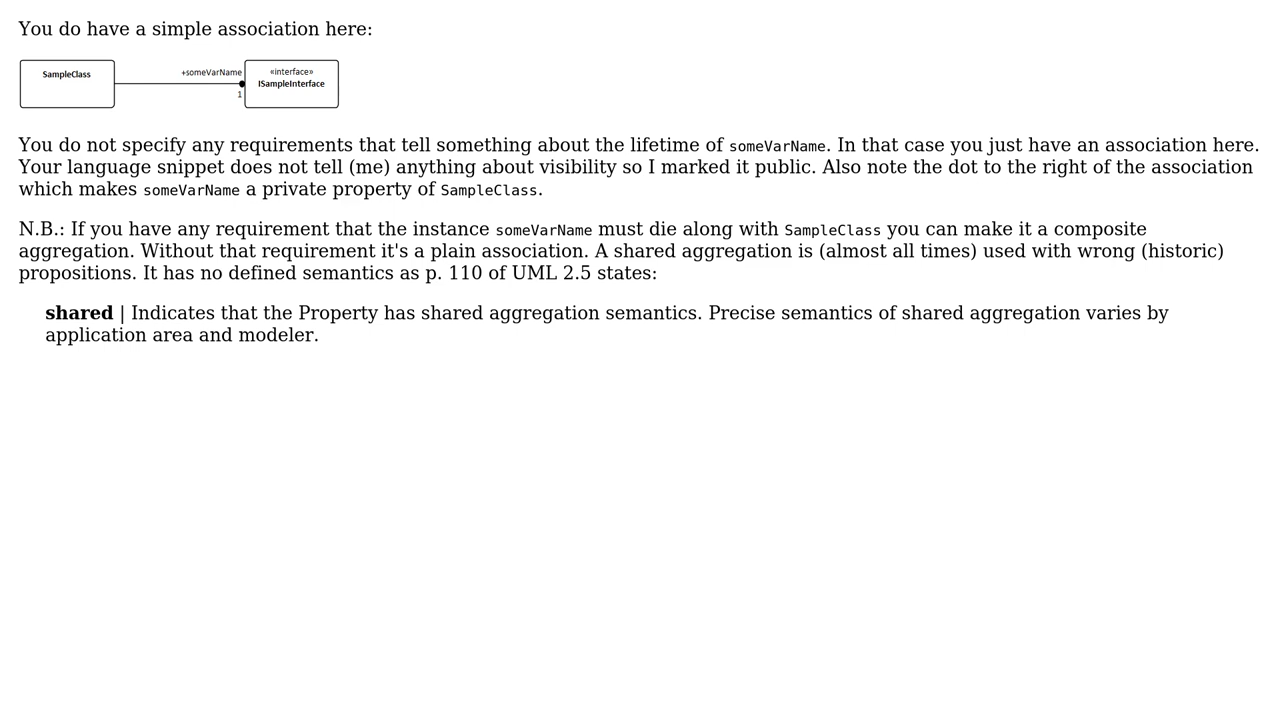 You do have a simple association here:
SampleClass
+someVarName
1
«interface»
ISampleInterface
You do not specify any requirements that tell something about the lifetime of someVarName. In that case you just have an association here.
Your language snippet does not tell (me) anything about visibility so I marked it public. Also note the dot to the right of the association
which makes someVarName a private property of SampleClass.
N.B.: If you have any requirement that the instance someVarName must die along with SampleClass you can make it a composite
aggregation. Without that requirement it's a plain association. A shared aggregation is (almost all times) used with wrong (historic)
propositions. It has no defined semantics as p. 110 of UML 2.5 states:
shared | Indicates that the Property has shared aggregation semantics. Precise semantics of shared aggregation varies by
application area and modeler.